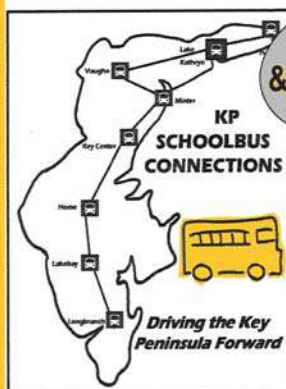 Lake
Kathryn
Vaughn
&
Minter
Key Center
KP
SCHOOLBUS
CONNECTIONS
Home
Lakebay
Longbranch
Driving the Key
Peninsula Forward